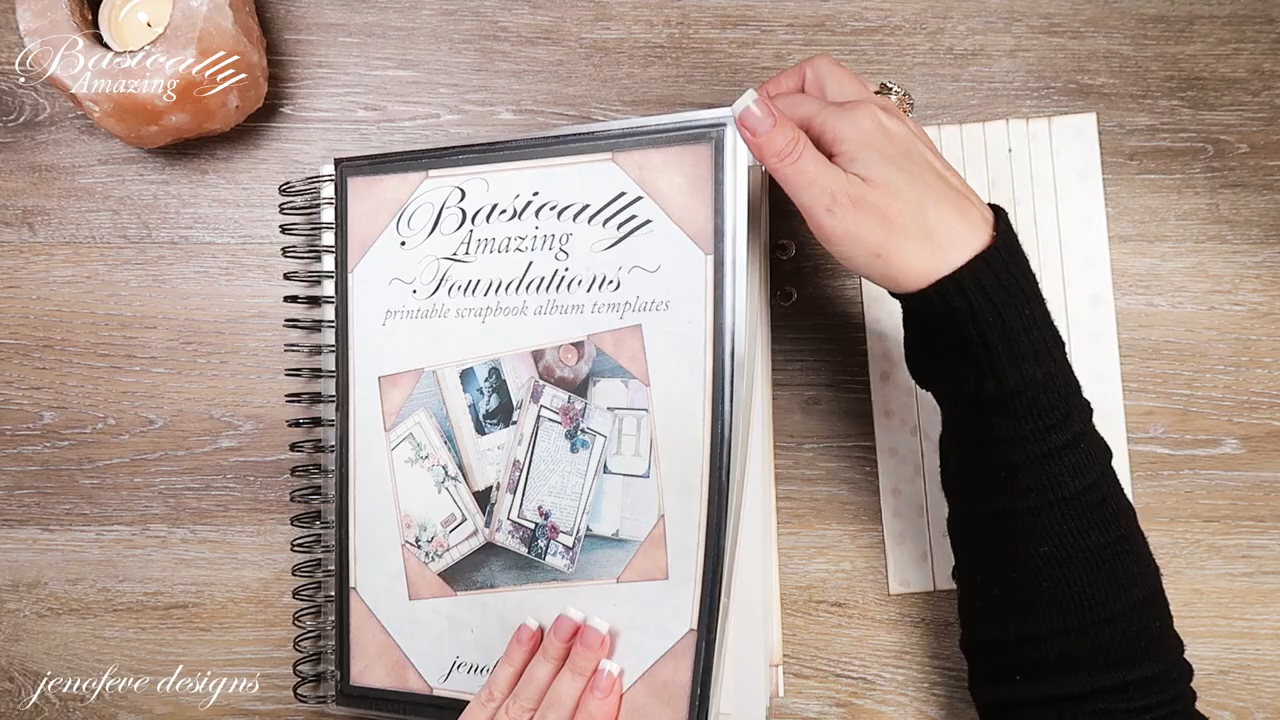 Basically
Amazing
Basically
Amazing
~Foundations~
printable scrapbook album templates
H
jenofeve designs